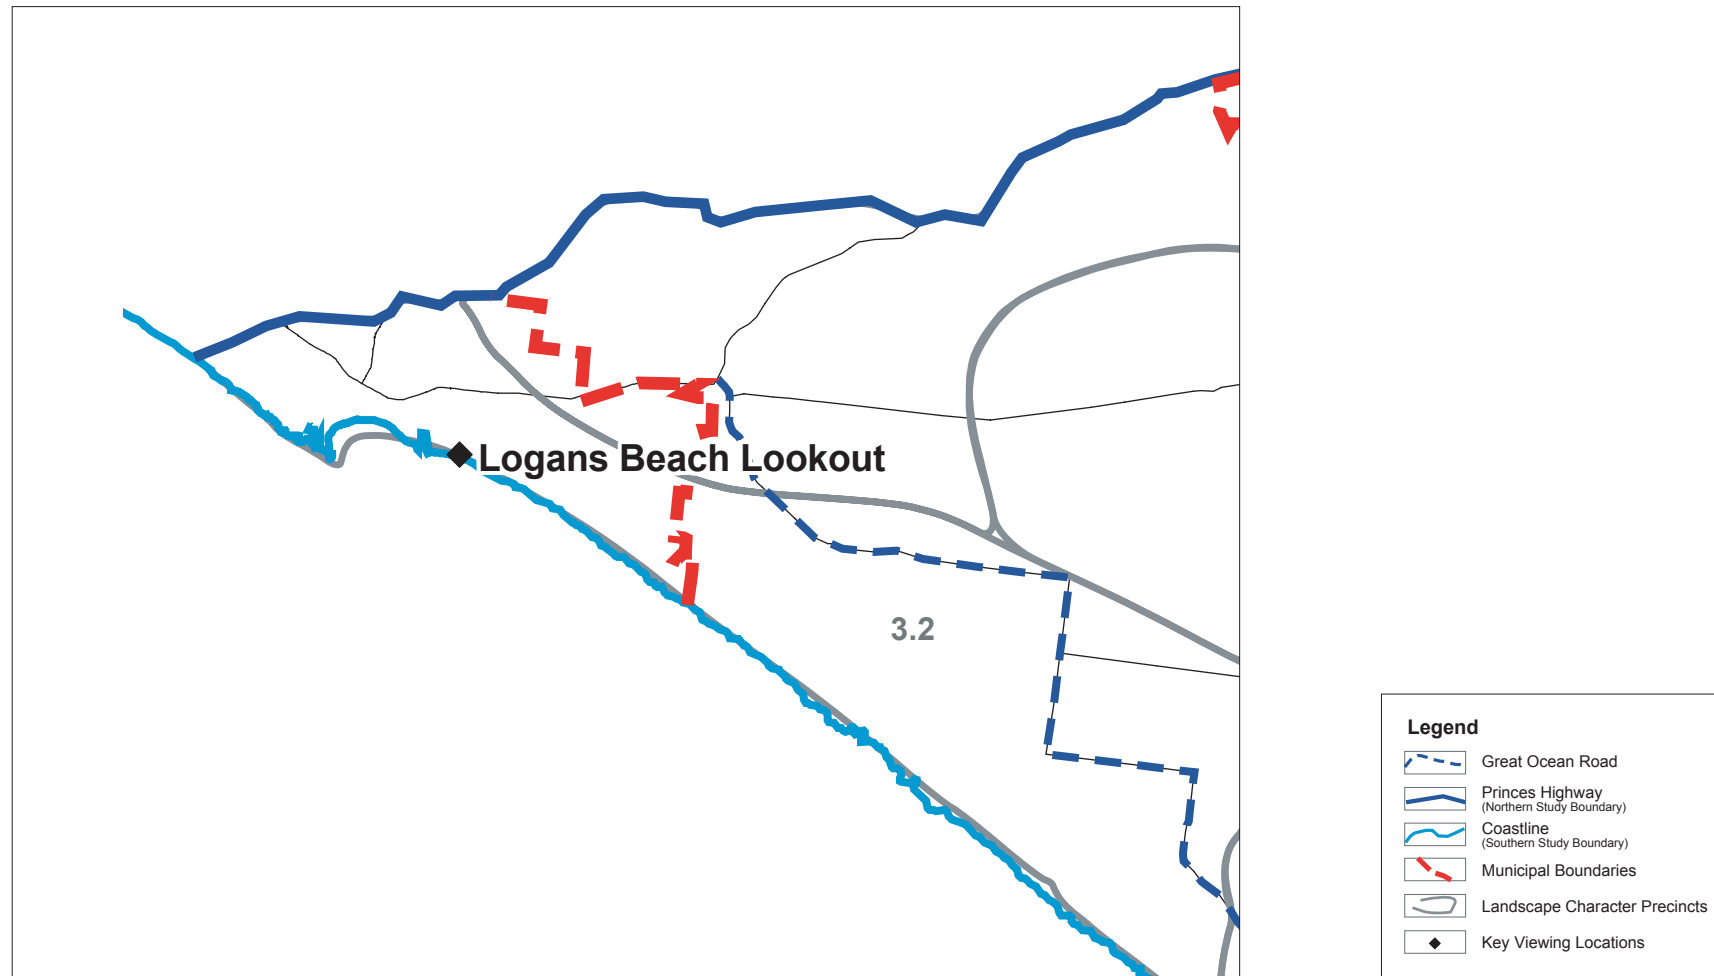 Logans Beach Lookout
3.2
Legend
Great Ocean Road
Princes Highway
(Northern Study Boundary)
Coastline
(Southern Study Boundary)
Municipal Boundaries
Landscape Character Precincts
Key Viewing Locations